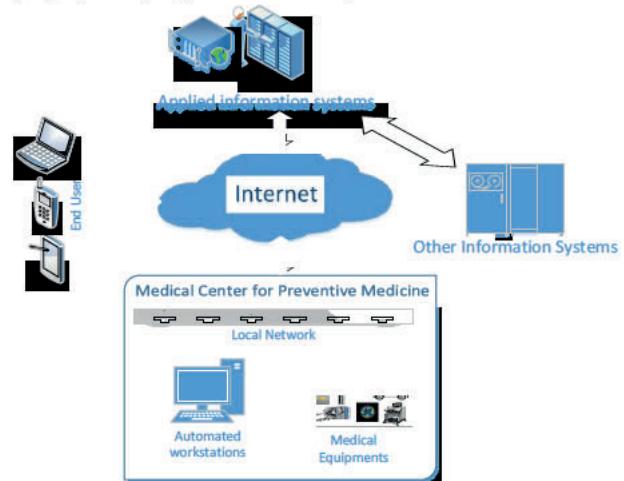 Applied information systems
End User
Internet
Other Information Systems
Medical Center for Preventive Medicine
Local Network
Automated
workstations
Medical
Equipments